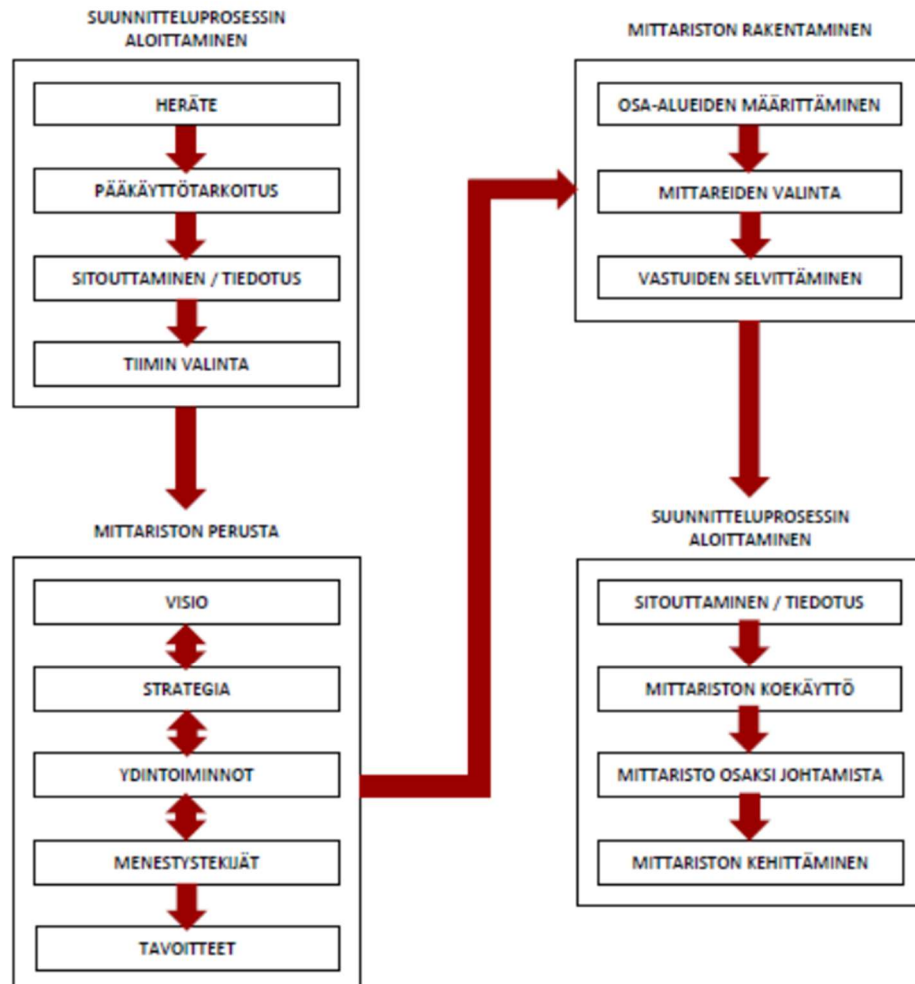 SUUNNITTELUPROSESSIN
ALOITTAMINEN
HERÄTE
PÄÄKÄYTTÖTARKOITUS
SITOUTTAMINEN / TIEDOTUS
TIIMIN VALINTA
MITTARISTON PERUSTA
VISIO
STRATEGIA
YDINTOIMINNOT
MENESTYSTEKIJÄT
TAVOITTEET
MITTARISTON RAKENTAMINEN
OSA-ALUEIDEN MÄÄRITTÄMINEN
MITTAREIDEN VALINTA
VASTUIDEN SELVITTÄMINEN
SUUNNITTELUPROSESSIN
ALOITTAMINEN
SITOUTTAMINEN / TIEDOTUS
MITTARISTON KOEKÄYTTÖ
MITTARISTO OSAKSI JOHTAMISTA
MITTARISTON KEHITTÄMINEN